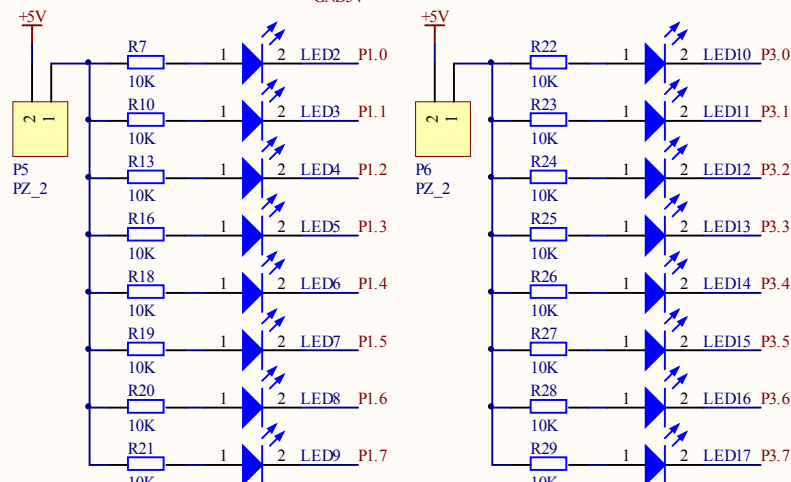 +5V
2
1
P5
PZ_2
R7
10K
1
2
LED2
P1.0
R10
10K
1
2
LED3
P1.1
R13
10K
1
2
LED4
P1.2
R16
10K
1
2
LED5
P1.3
R18
10K
1
2
LED6
P1.4
R19
10K
1
2
LED7
P1.5
R20
10K
1
2
LED8
P1.6
R21
10K
1
2
LED9
P1.7
+5V
2
1
P6
PZ_2
R22
10K
1
2
LED10
P3.0
R23
10K
1
2
LED11
P3.1
R24
10K
1
2
LED12
P3.2
R25
10K
1
2
LED13
P3.3
R26
10K
1
2
LED14
P3.4
R27
10K
1
2
LED15
P3.5
R28
10K
1
2
LED16
P3.6
R29
10K
1
2
LED17
P3.7